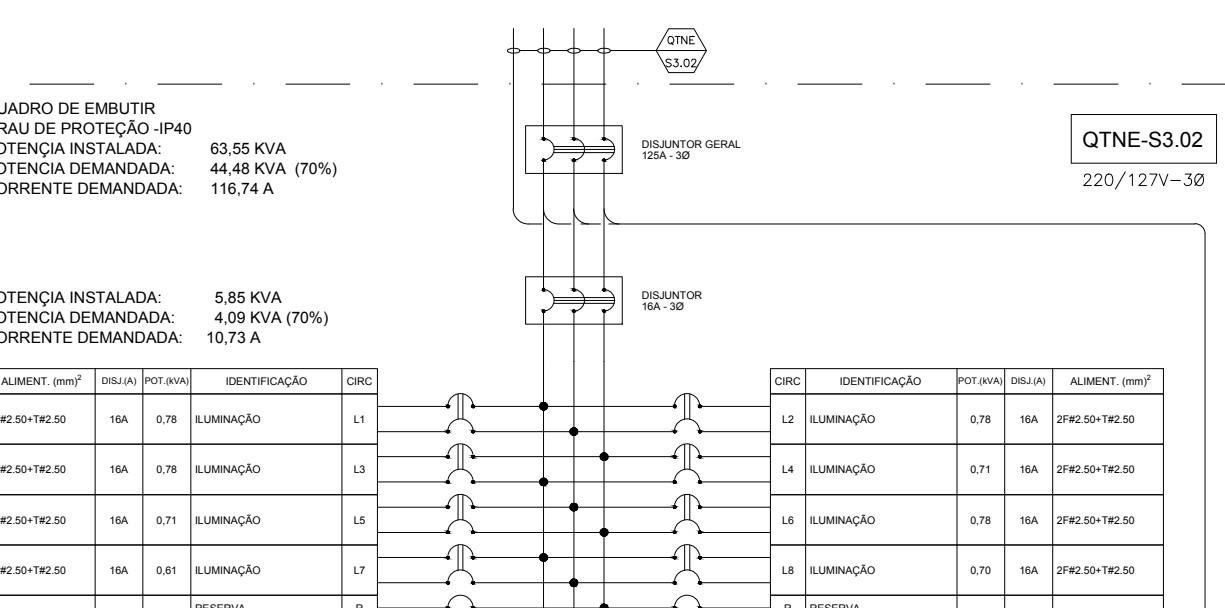 QTNE
S3.02
UADRO DE EMBUTIR
RAU DE PROTEÇÃO -IP40
OTENÇIA INSTALADA: 63,55 KVA
OTENCIA DEMANDADA: 44,48 KVA (70%)
ORRENTE DEMANDADA: 116,74 A
DISJUNTOR GERAL
125A - 3Ø
QTNE-S3.02
220/127V-3Ø
OTENÇIA INSTALADA: 5,85 KVA
OTENCIA DEMANDADA: 4,09 KVA (70%)
ORRENTE DEMANDADA: 10,73 A
DISJUNTOR
16A - 3Ø
ALIMENT. (mm)² DISJ.(A) POT.(kVA) IDENTIFICAÇÃO CIRC CIRC IDENTIFICAÇÃO POT.(kVA) DISJ.(A) ALIMENT. (mm)²
#2.50+T#2.50 16A 0,78 ILUMINAÇÃO L1 L2 ILUMINAÇÃO 0,78 16A 2F#2.50+T#2.50
#2.50+T#2.50 16A 0,78 ILUMINAÇÃO L3 L4 ILUMINAÇÃO 0,71 16A 2F#2.50+T#2.50
#2.50+T#2.50 16A 0,71 ILUMINAÇÃO L5 L6 ILUMINAÇÃO 0,78 16A 2F#2.50+T#2.50
#2.50+T#2.50 16A 0,61 ILUMINAÇÃO L7 L8 ILUMINAÇÃO 0,70 16A 2F#2.50+T#2.50
RESERVA R R RESERVA